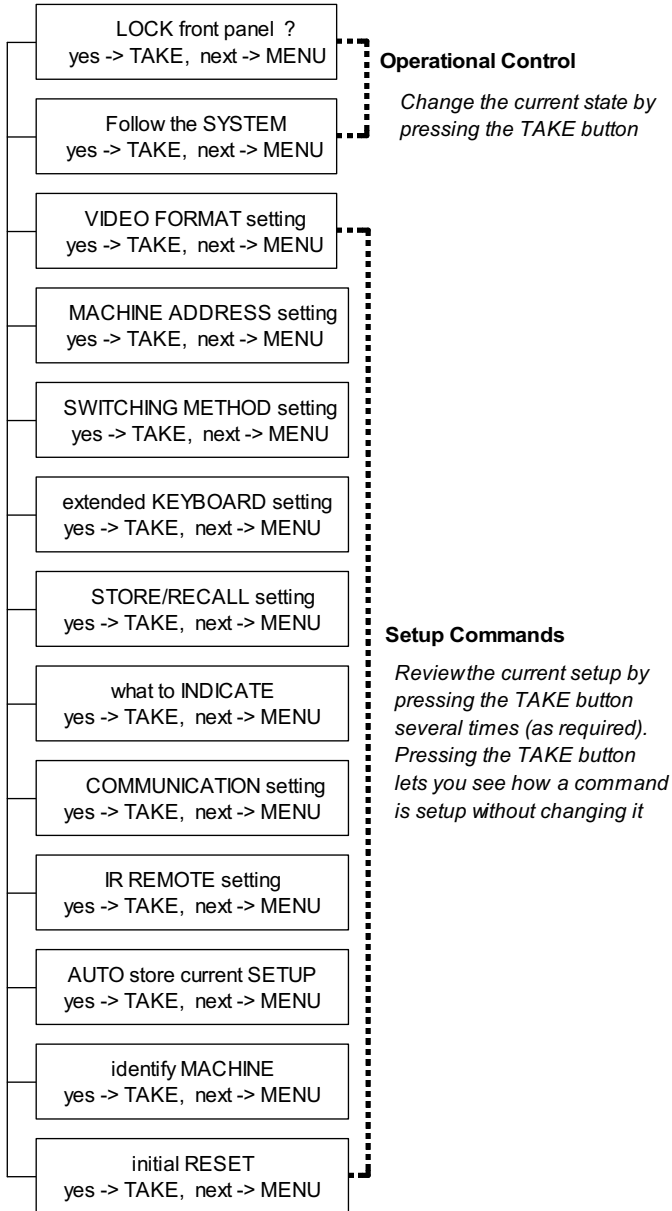 LOCK front panel ?
yes -> TAKE, next -> MENU
Operational Control
Change the current state by
pressing the TAKE button
Follow the SYSTEM
yes -> TAKE, next -> MENU
VIDEO FORMAT setting
yes -> TAKE, next -> MENU
MACHINE ADDRESS setting
yes -> TAKE, next -> MENU
SWITCHING METHOD setting
yes -> TAKE, next -> MENU
extended KEYBOARD setting
yes -> TAKE, next -> MENU
STORE/RECALL setting
yes -> TAKE, next -> MENU
Setup Commands
Review the current setup by
pressing the TAKE button
several times (as required).
Pressing the TAKE button
lets you see how a command
is setup without changing it
what to INDICATE
yes -> TAKE, next -> MENU
COMMUNICATION setting
yes -> TAKE, next -> MENU
IR REMOTE setting
yes -> TAKE, next -> MENU
AUTO store current SETUP
yes -> TAKE, next -> MENU
identify MACHINE
yes -> TAKE, next -> MENU
initial RESET
yes -> TAKE, next -> MENU